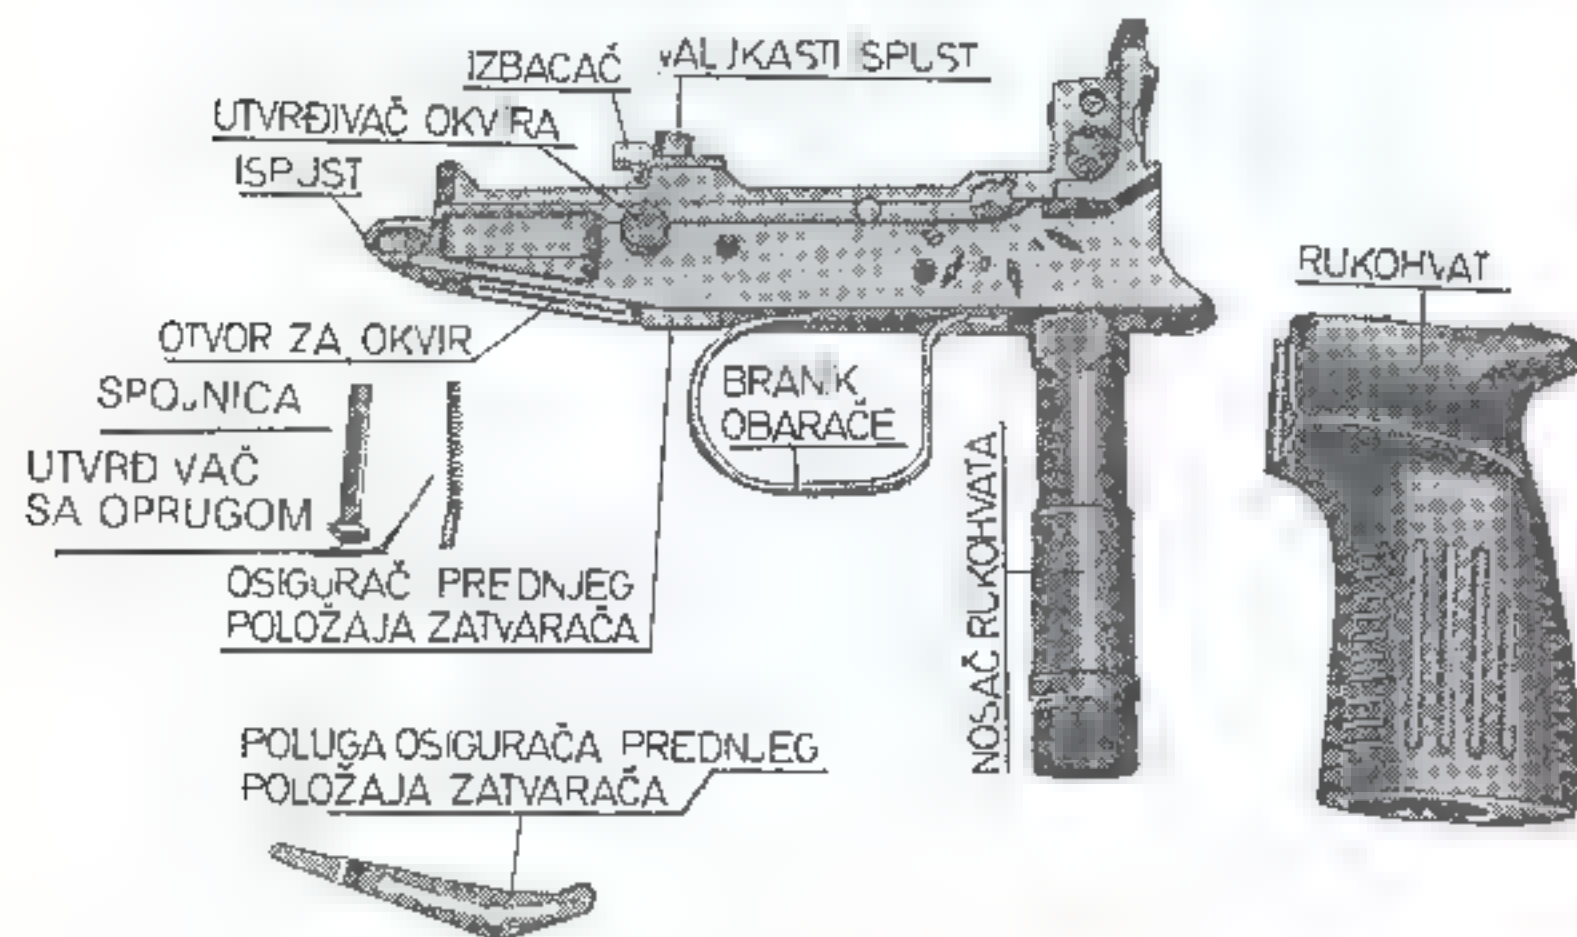 IZBACAČ
VALJKASTI SPUST
UTVRĐIVAČ OKVIRA
ISPUST
RUKOHVAT
OTVOR ZA OKVIR
SPOJNICA
BRANIK
OBARAČE
UTVRĐIVAČ
SA OPRUGOM
NOSAČ RUKOHVATA
OSIGURAČ PREDNJEG
POLOŽAJA ZATVARAČA
POLUGA OSIGURAČA PREDNJEG
POLOŽAJA ZATVARAČA